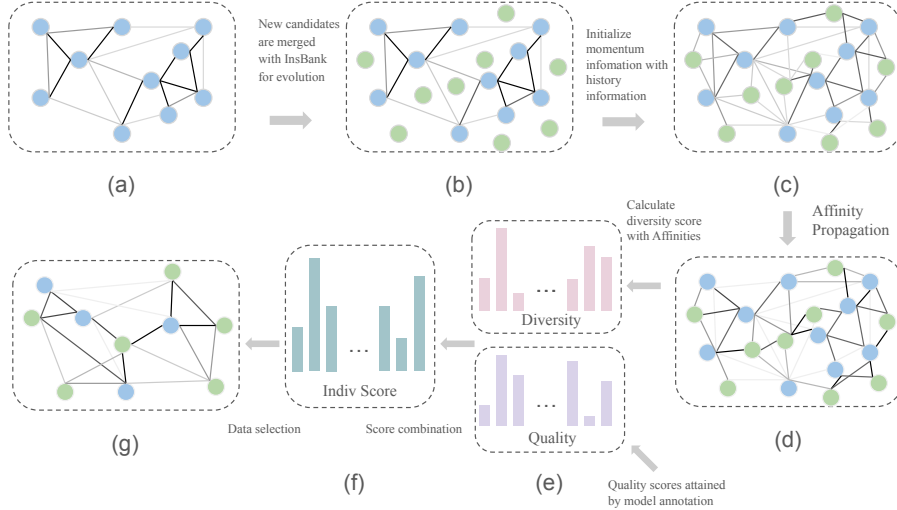 New candidates
are merged
with InsBank
for evolution
Initialize
momentum
infomation with
history
information
(a)
(b)
(c)
Calculate
diversity score
with Affinities
Affinity
Propagation
...
Diversity
...
Indiv Score
...
Quality
Data selection
Score combination
(g)
(f)
(e)
(d)
Quality scores attained
by model annotation